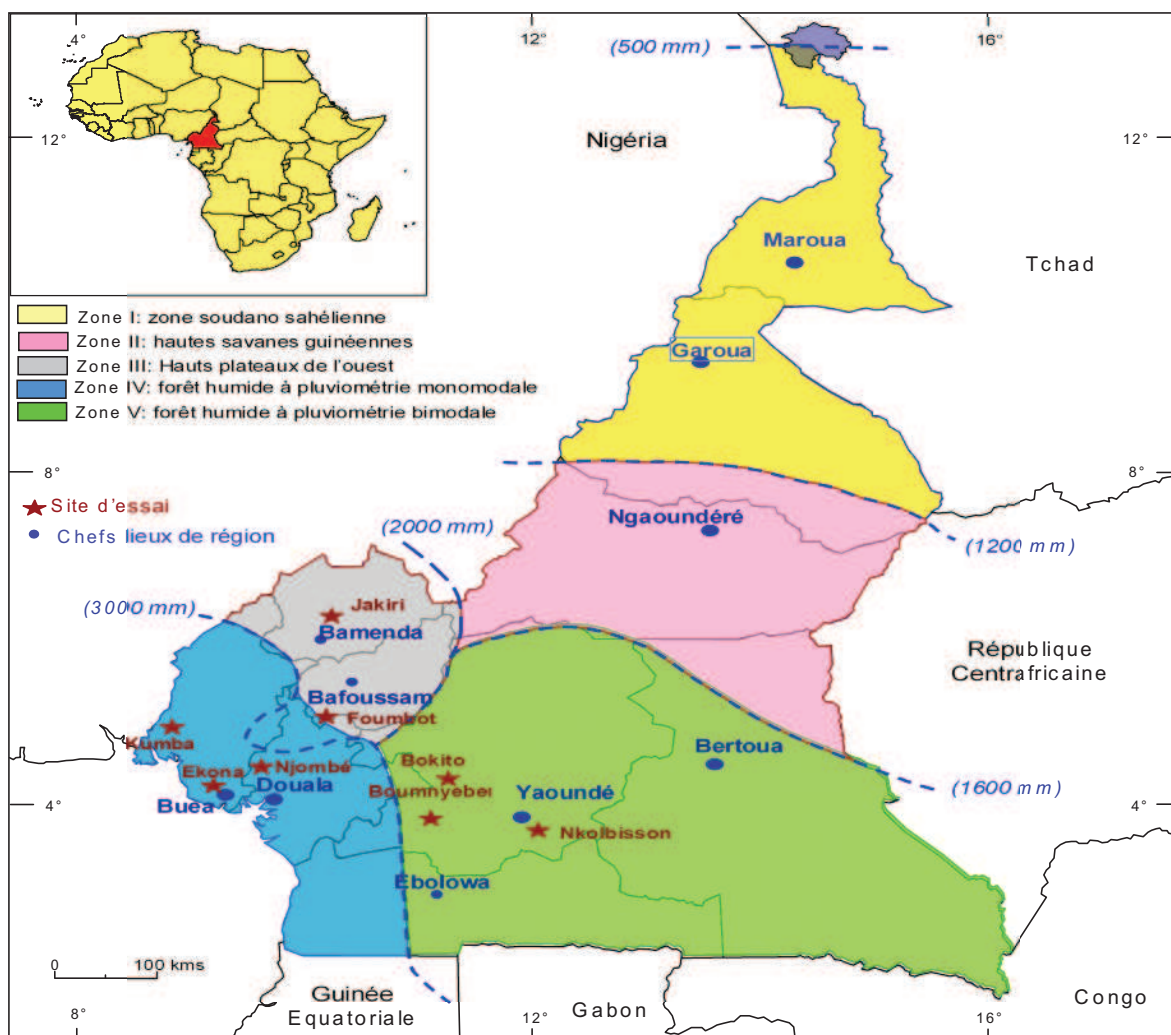 4°
12°
16°
(500 mm)
12°
Nigéria
12°
Maroua
Tchad
Zone I: zone soudano sahélienne
Zone II: hautes savanes guinéennes
Zone III: Hauts plateaux de l'ouest
Zone IV: forêt humide à pluviométrie monomodale
Zone V: forêt humide à pluviométrie bimodale
Garoua
8°
8°
Site d'essai
Chefs lieux de région
(2000 mm)
Ngaoundéré
(1200 mm)
(3000 mm)
Jakiri
Bamenda
République
Centrafricaine
Bafoussam
Foumbot
Kumba
Ekona
Njombé
Bokito
Bertoua
Buea
Douala
Boumnyebel
Yaoundé
(1600 mm)
4°
4°
Nkolbisson
Ebolowa
0
100 kms
Guinée
Equatoriale
Gabon
Congo
8°
12°
16°